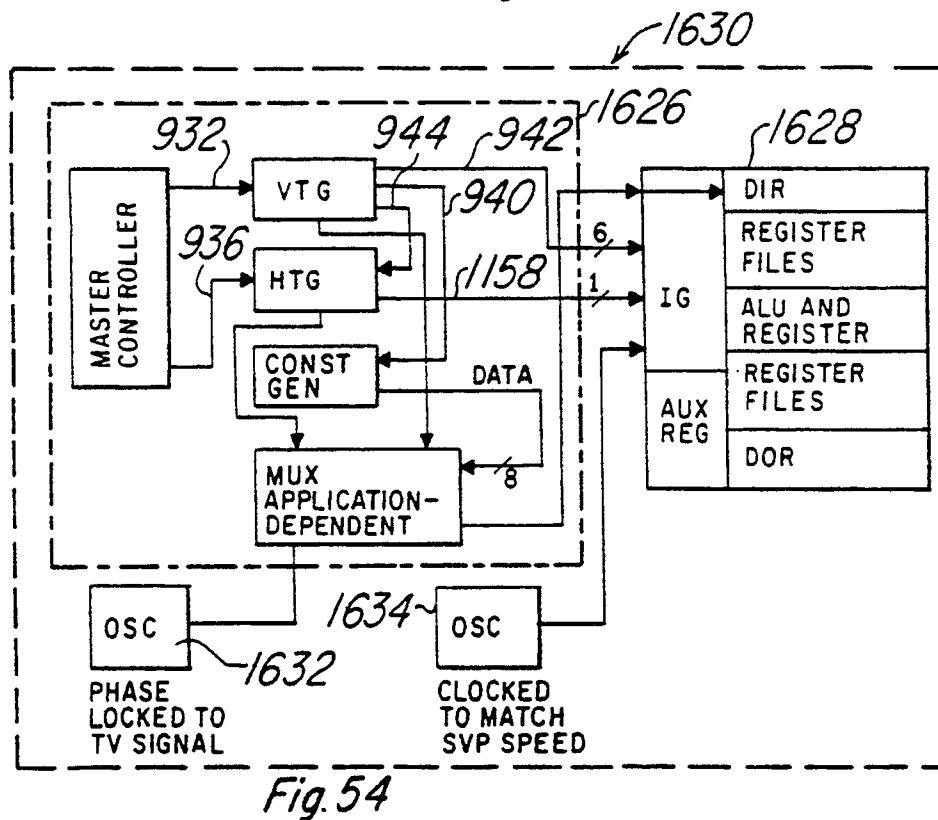 1630
1626
932
944
942
1628
MASTER
CONTROLLER
VTG
940
DIR
6
REGISTER
FILES
936
HTG
1158
1
IG
ALU AND
REGISTER
CONST
GEN
DATA
REGISTER
FILES
AUX
REG
8
DOR
MUX
APPLICATION-
DEPENDENT
OSC
1632
1634
OSC
PHASE
LOCKED TO
TV SIGNAL
CLOCKED
TO MATCH
SVP SPEED
Fig. 54